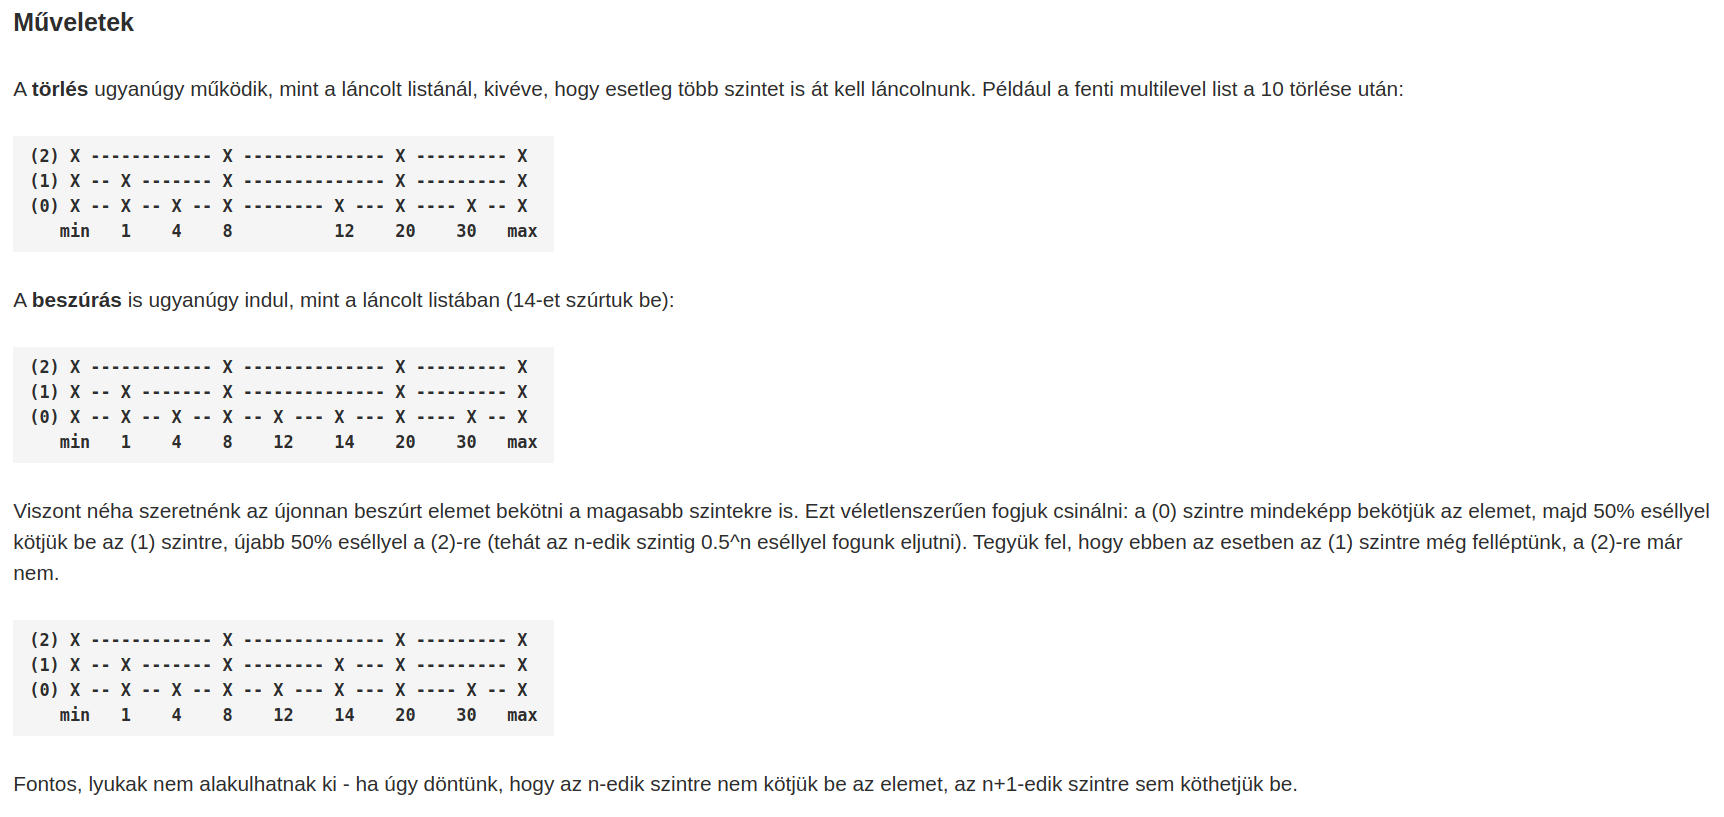 Műveletek
A törlés ugyanúgy működik, mint a láncolt listánál, kivéve, hogy esetleg több szintet is át kell láncolnunk. Például a fenti multilevel list a 10 törlése után:
(2) X ------------ X -------------- X --------- X
(1) X -- X ------- X -------------- X --------- X
(0) X -- X -- X -- X -------- X --- X ---- X -- X
   min   1    4    8          12    20    30   max
A beszúrás is ugyanúgy indul, mint a láncolt listában (14-et szúrtuk be):
(2) X ------------ X -------------- X --------- X
(1) X -- X ------- X -------------- X --------- X
(0) X -- X -- X -- X -- X --- X --- X ---- X -- X
   min   1    4    8    12    14    20    30   max
Viszont néha szeretnénk az újonnan beszúrt elemet bekötni a magasabb szintekre is. Ezt véletlenszerűen fogjuk csinálni: a (0) szintre mindeképp bekötjük az elemet, majd 50% eséllyel
kötjük be az (1) szintre, újabb 50% eséllyel a (2)-re (tehát az n-edik szintig 0.5^n eséllyel fogunk eljutni). Tegyük fel, hogy ebben az esetben az (1) szintre még felléptünk, a (2)-re már
nem.
(2) X ------------ X -------------- X --------- X
(1) X -- X ------- X -------- X --- X --------- X
(0) X -- X -- X -- X -- X --- X --- X ---- X -- X
   min   1    4    8    12    14    20    30   max
Fontos, lyukak nem alakulhatnak ki - ha úgy döntünk, hogy az n-edik szintre nem kötjük be az elemet, az n+1-edik szintre sem köthetjük be.